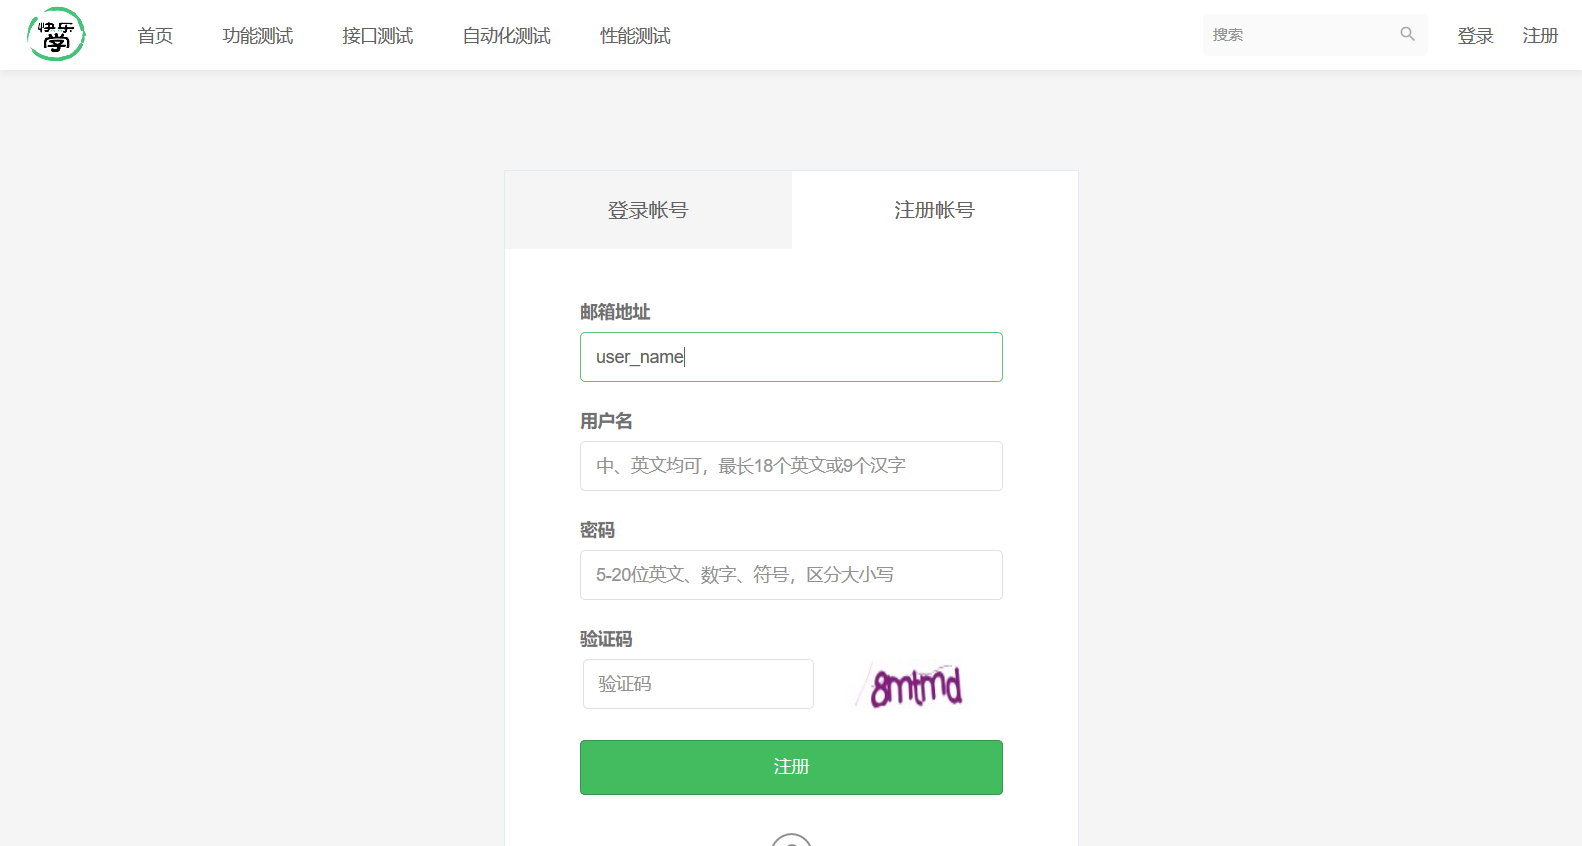 快乐
学
首页 功能测试 接口测试 自动化测试 性能测试 搜索 登录 注册
登录帐号 注册帐号
邮箱地址
user_name
用户名
中、英文均可，最长18个英文或9个汉字
密码
5-20位英文、数字、符号，区分大小写
验证码
验证码 8mtmd
注册